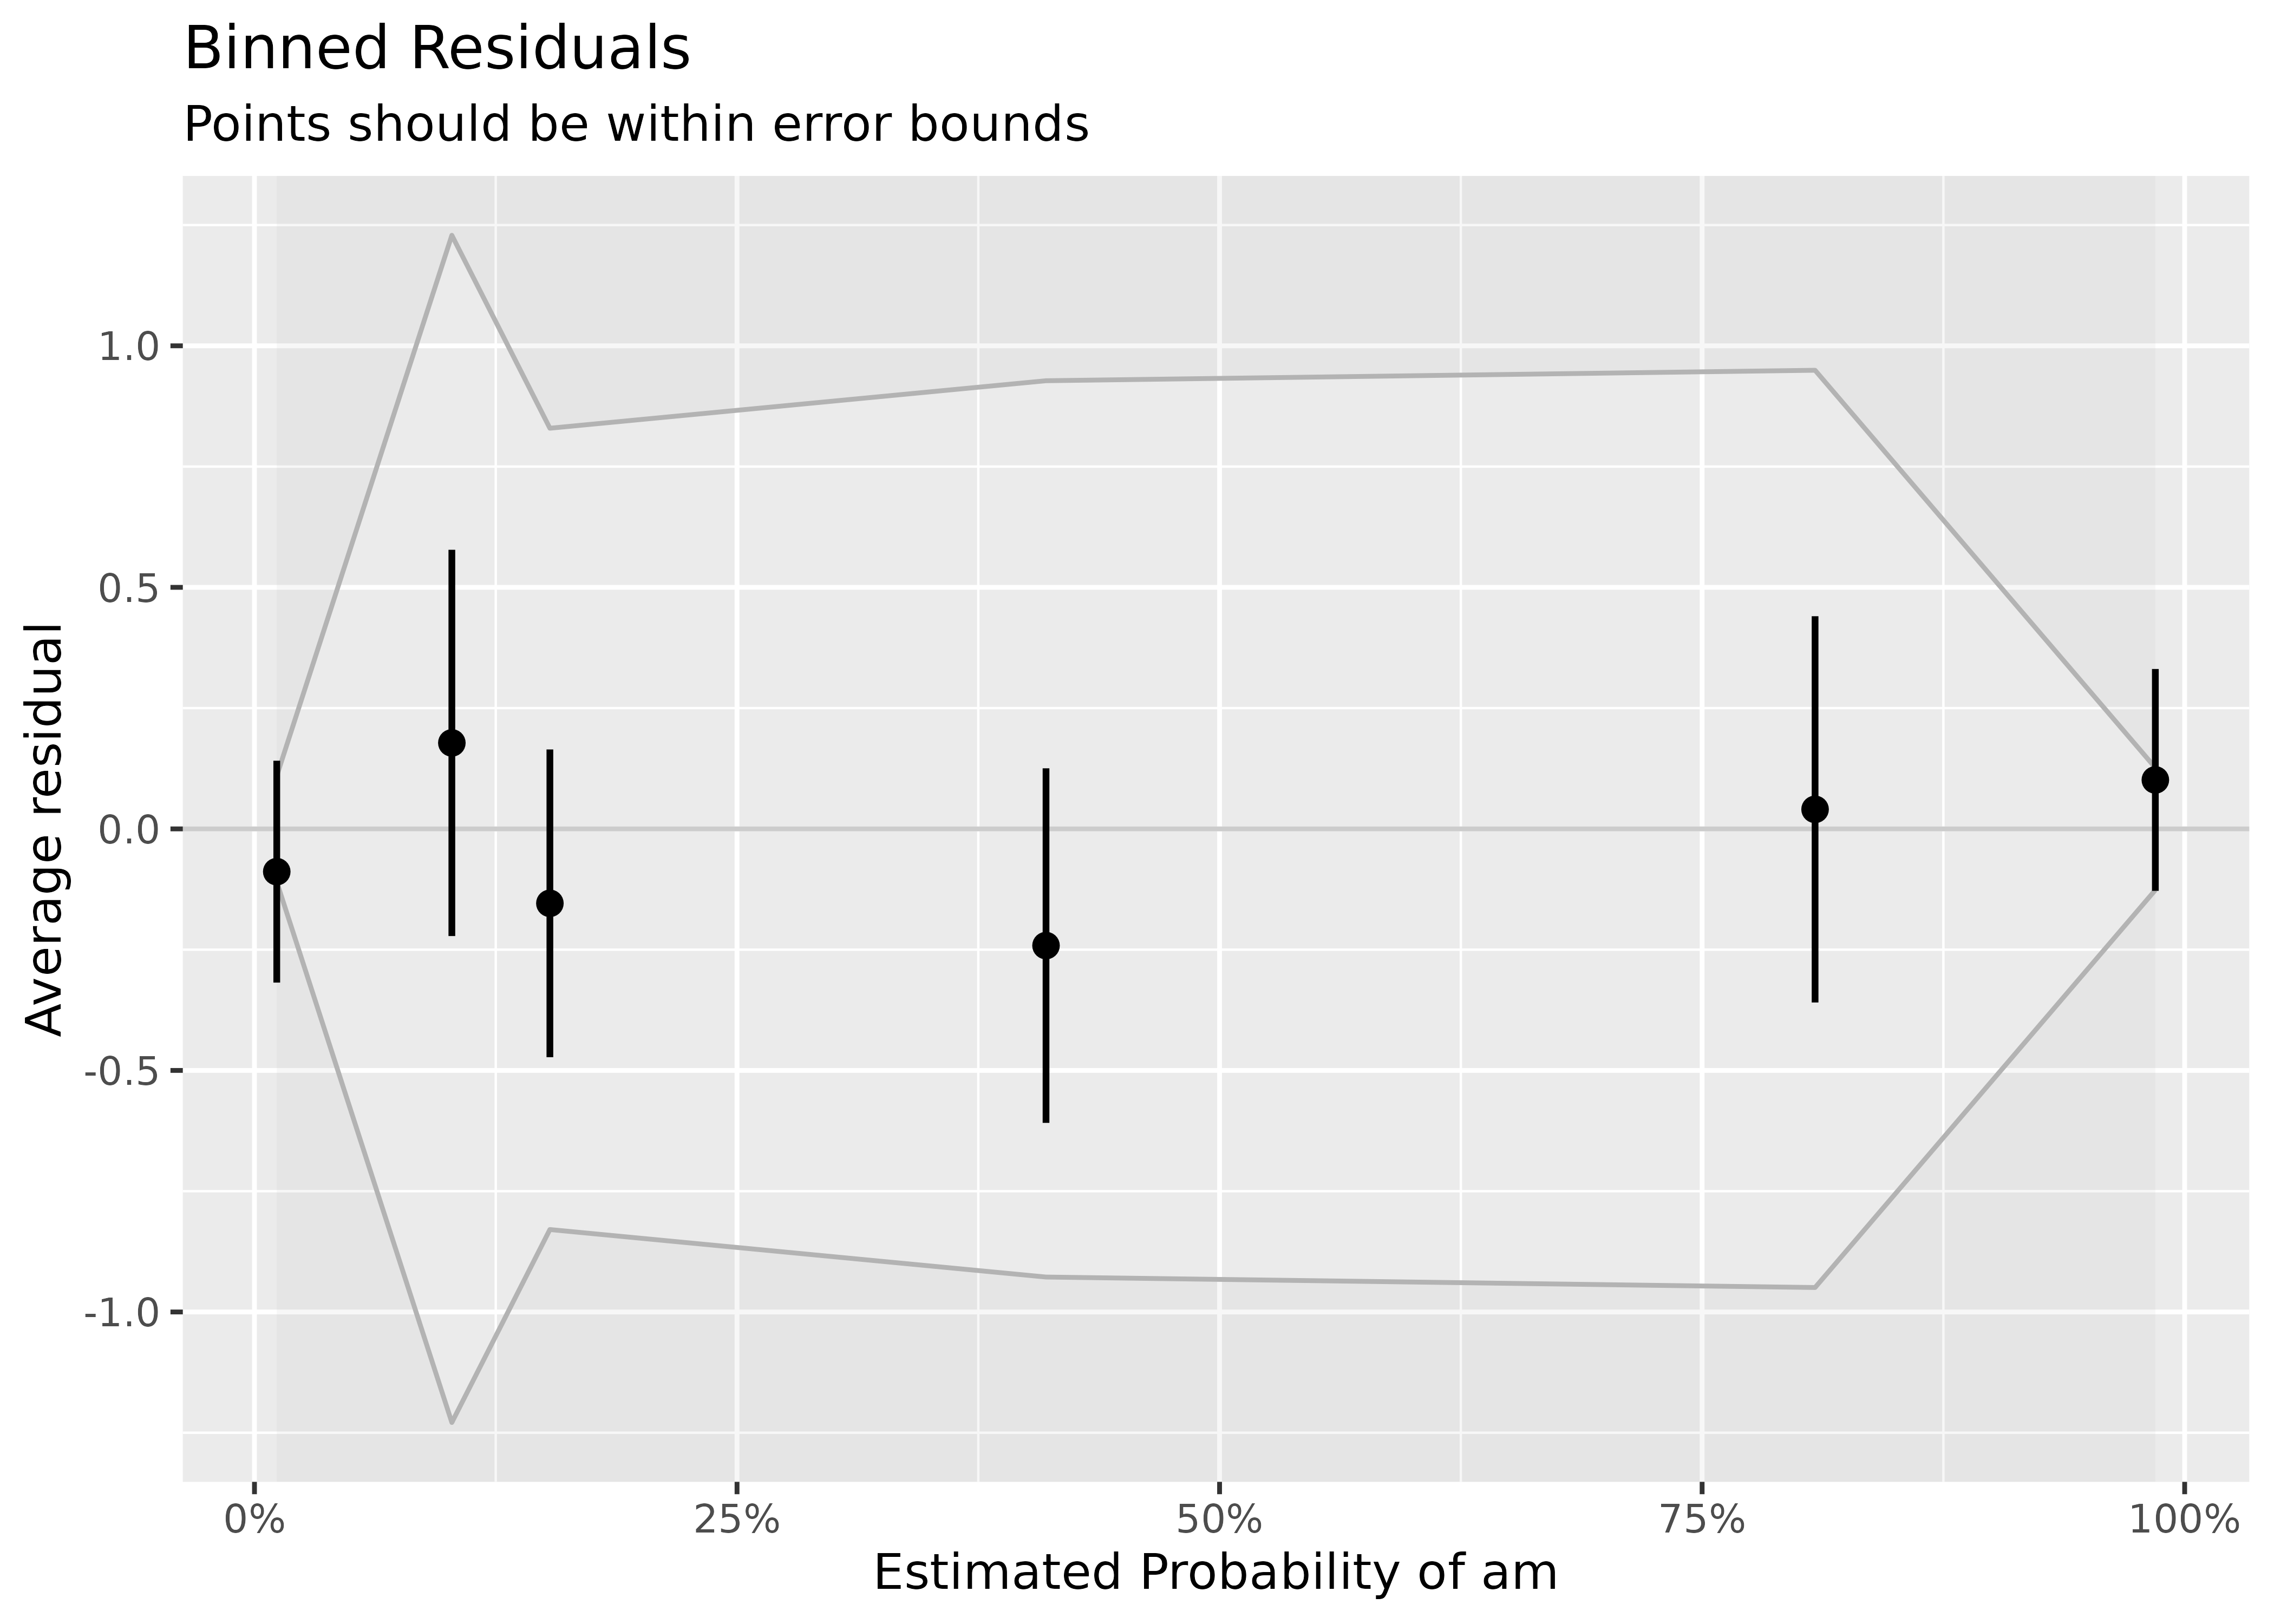 Binned Residuals
Points should be within error bounds
Average residual
1.0
0.5
0.0
-0.5
-1.0
0%
25%
50%
75%
100%
Estimated Probability of am